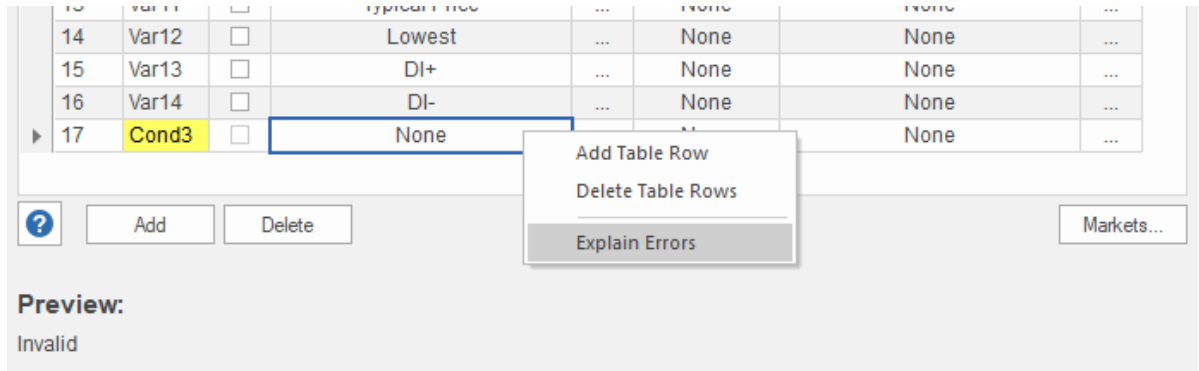 14 Var12 Lowest ... None None ...
15 Var13 DI+ ... None None ...
16 Var14 DI- ... None None ...
17 Cond3 None None ...
Add Table Row
Delete Table Rows
Explain Errors
? Add Delete Markets...
Preview:
Invalid